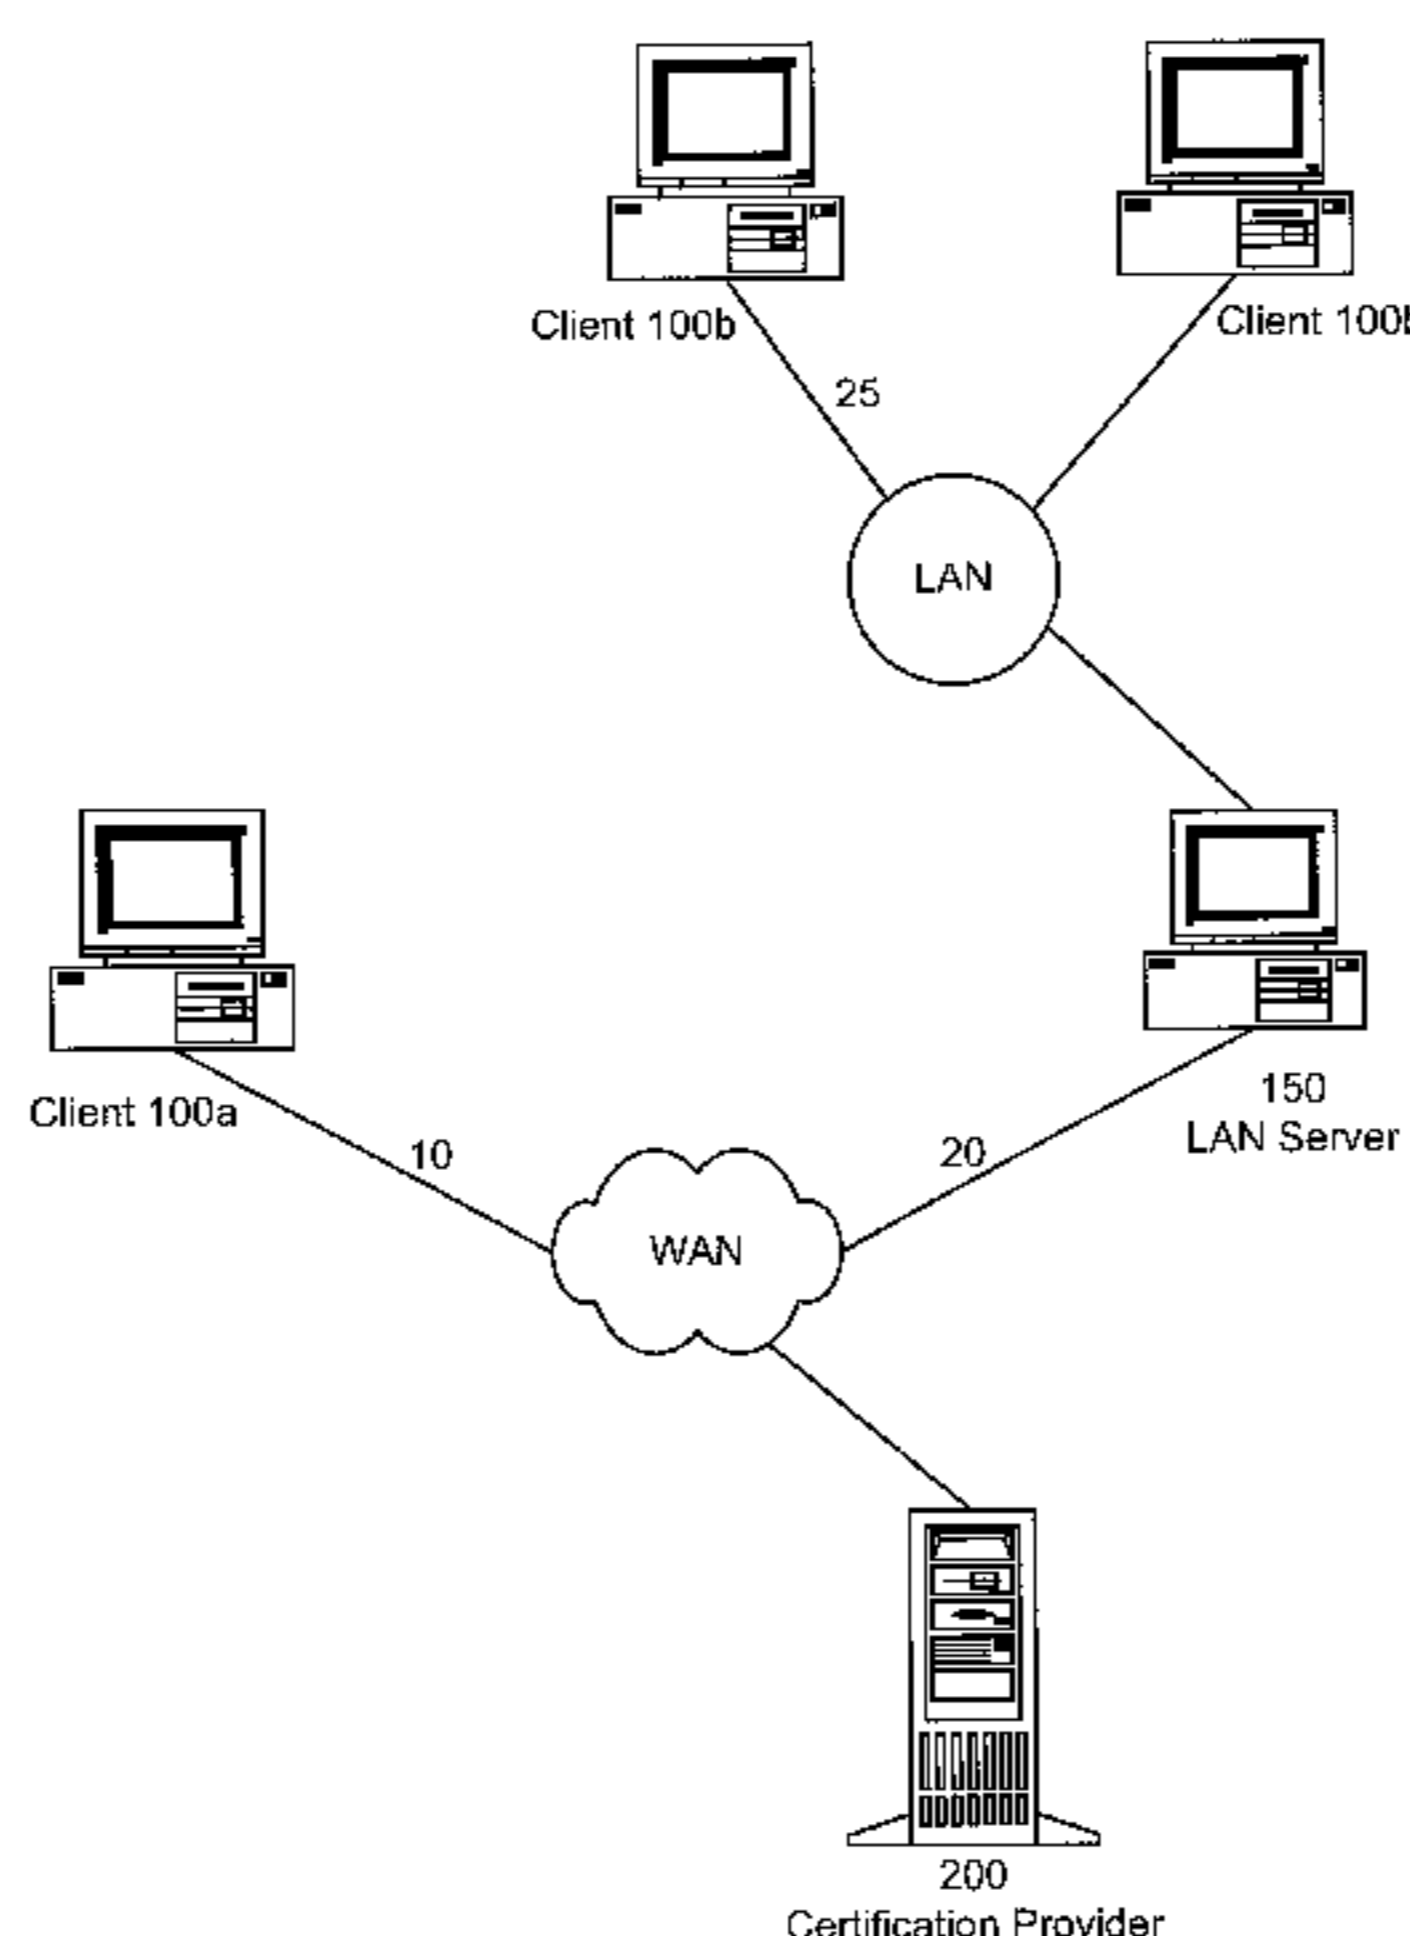 Client 100b
Client 100
25
LAN
Client 100a
150
LAN Server
10
20
WAN
200
Certification Provider